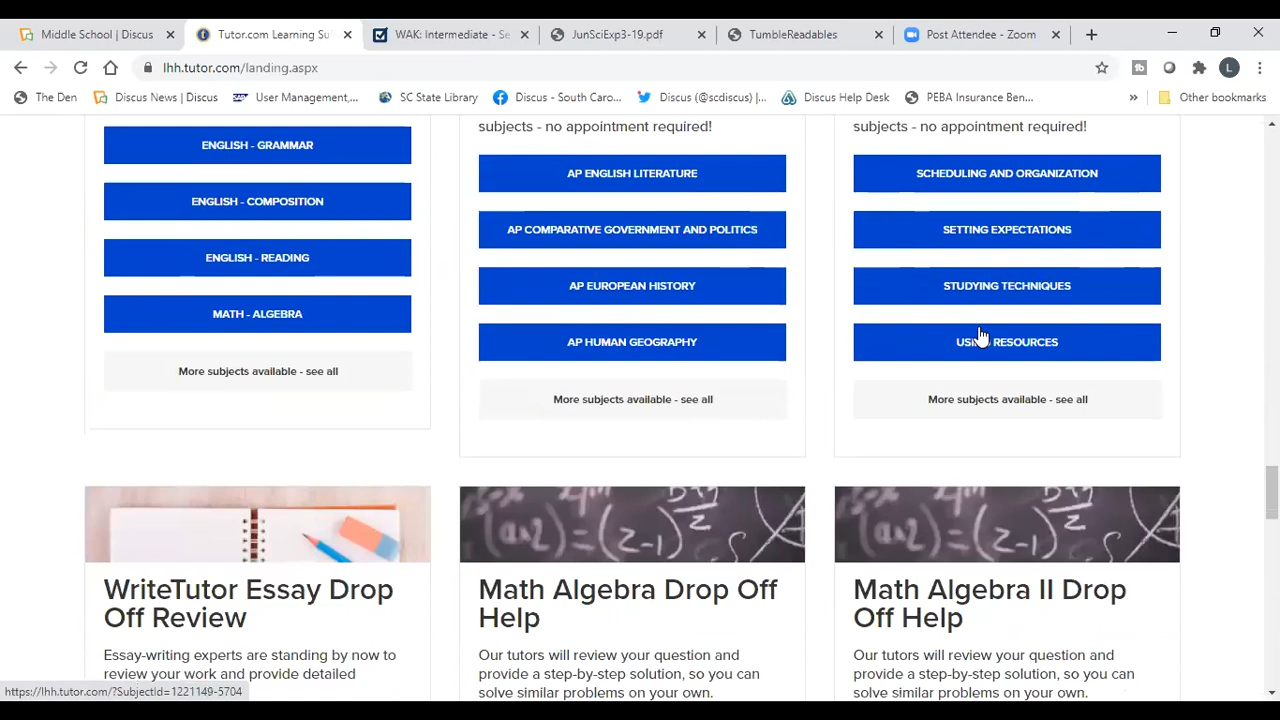 Middle School | Discus
Tutor.com Learning Su
WAK: Intermediate - Se
JunSciExp3-19.pdf
TumbleReadables
Post Attendee - Zoom
lhh.tutor.com/landing.aspx
L
The Den
Discus News | Discus
User Management,...
SC State Library
Discus - South Caro...
Discus (@scdiscus) |...
Discus Help Desk
PEBA Insurance Ben...
»
Other bookmarks
ENGLISH - GRAMMAR
ENGLISH - COMPOSITION
ENGLISH - READING
MATH - ALGEBRA
More subjects available - see all
subjects - no appointment required!
AP ENGLISH LITERATURE
AP COMPARATIVE GOVERNMENT AND POLITICS
AP EUROPEAN HISTORY
AP HUMAN GEOGRAPHY
More subjects available - see all
subjects - no appointment required!
SCHEDULING AND ORGANIZATION
SETTING EXPECTATIONS
STUDYING TECHNIQUES
USING RESOURCES
More subjects available - see all
WriteTutor Essay Drop
Off Review
Essay-writing experts are standing by now to
review your work and provide detailed
Math Algebra Drop Off
Help
Our tutors will review your question and
provide a step-by-step solution, so you can
solve similar problems on your own.
Math Algebra II Drop
Off Help
Our tutors will review your question and
provide a step-by-step solution, so you can
solve similar problems on your own.
https://lhh.tutor.com/?SubjectId=1221149-5704